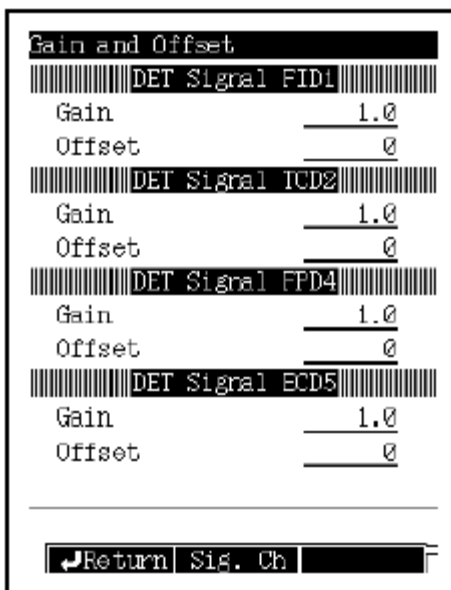 Gain and Offset
DET Signal FID1
Gain 1.0
Offset 0
DET Signal TCD2
Gain 1.0
Offset 0
DET Signal FPD4
Gain 1.0
Offset 0
DET Signal ECD5
Gain 1.0
Offset 0
↵Return Sig. Ch